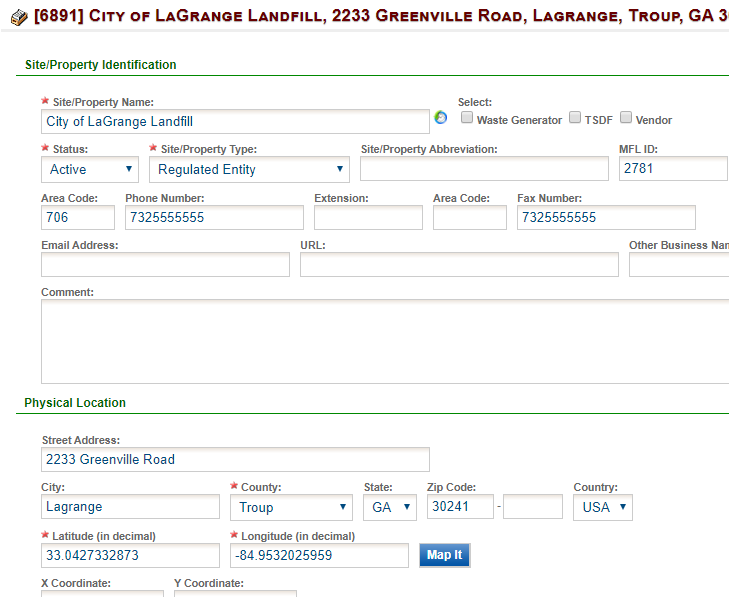 [6891] City of LaGrange Landfill, 2233 Greenville Road, Lagrange, Troup, GA 3
Site/Property Identification
* Site/Property Name: Select:
City of LaGrange Landfill Waste Generator TSDF Vendor
* Status: * Site/Property Type: Site/Property Abbreviation: MFL ID:
Active Regulated Entity 2781
Area Code: Phone Number: Extension: Area Code: Fax Number:
706 7325555555 7325555555
Email Address: URL: Other Business Nam
Comment:
Physical Location
Street Address:
2233 Greenville Road
City: * County: State: Zip Code: Country:
Lagrange Troup GA 30241 - USA
* Latitude (in decimal) * Longitude (in decimal)
33.0427332873 -84.9532025959 Map It
X Coordinate: Y Coordinate: